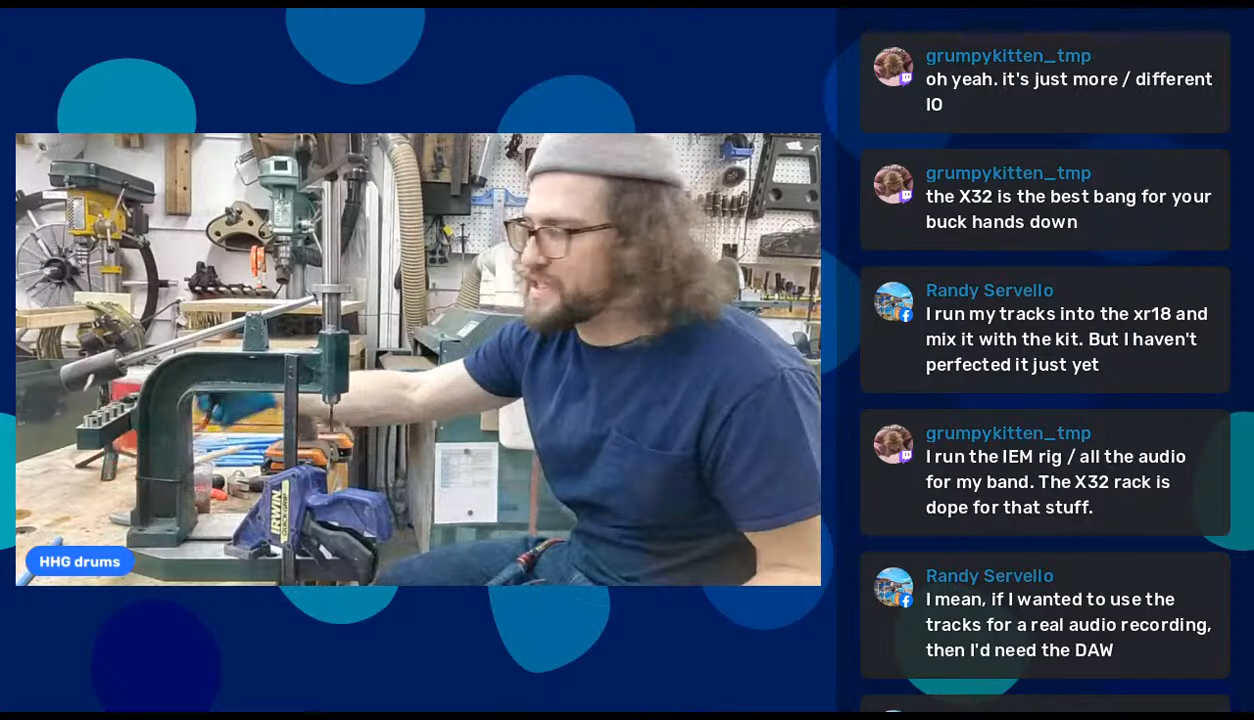 grumpykitten_tmp
oh yeah. it's just more / different
IO
grumpykitten_tmp
the X32 is the best bang for your
buck hands down
Randy Servello
I run my tracks into the xr18 and
mix it with the kit. But I haven't
perfected it just yet
grumpykitten_tmp
I run the IEM rig / all the audio
for my band. The X32 rack is
dope for that stuff.
Randy Servello
I mean, if I wanted to use the
tracks for a real audio recording,
then I'd need the DAW
IRWIN
HHG drums